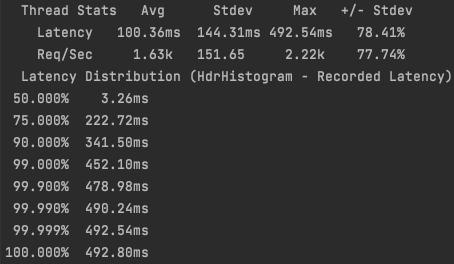 Thread Stats   Avg      Stdev     Max   +/- Stdev
Latency   100.36ms  144.31ms 492.54ms   78.41%
Req/Sec     1.63k   151.65     2.22k    77.74%
Latency Distribution (HdrHistogram - Recorded Latency)
50.000%    3.26ms
75.000%  222.72ms
90.000%  341.50ms
99.000%  452.10ms
99.900%  478.98ms
99.990%  490.24ms
99.999%  492.54ms
100.000%  492.80ms